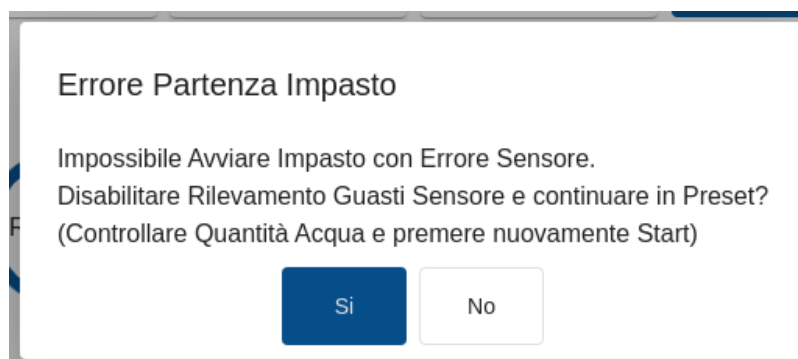 Errore Partenza Impasto
Impossibile Avviare Impasto con Errore Sensore.
Disabilitare Rilevamento Guasti Sensore e continuare in Preset?
(Controllare Quantità Acqua e premere nuovamente Start)
Si
No